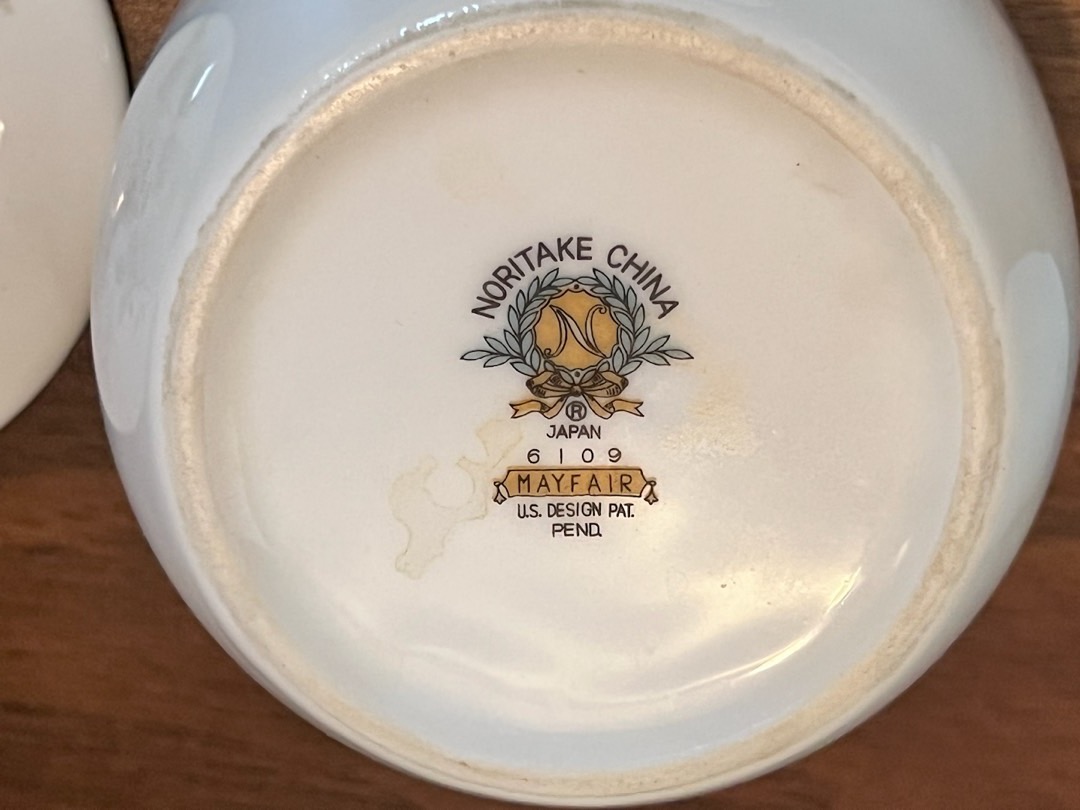 NORITAKE CHINA
N
®
JAPAN
6109
MAYFAIR
U.S. DESIGN PAT.
PEND.